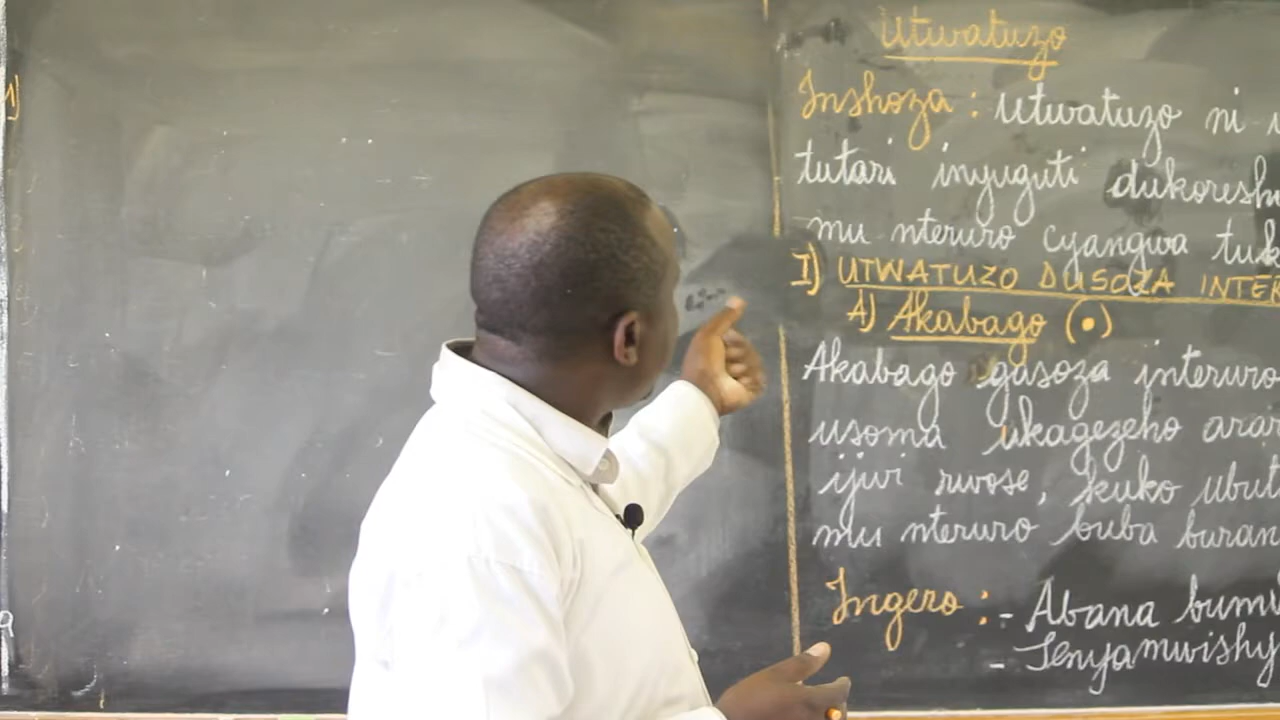 Utwatuzo
Inshoza : Utwatuzo ni
tutari inyuguti dukoresh
mu nteruro cyangwa tuk
I) UTWATUZO DUSOZA INTER
A) Akabago (•)
Akabago gasoza interuro
usoma ukagezeho arar
ijwi rwose, kuko ubut
mu nteruro buba buran
Ingero : - Abana bumv
- Senyamwishy